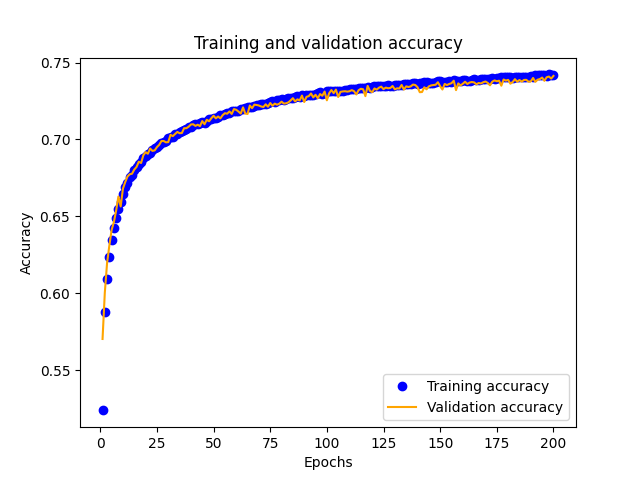 Training and validation accuracy
0.75
0.70
0.65
0.60
0.55
Accuracy
0 25 50 75 100 125 150 175 200
Epochs
Training accuracy
Validation accuracy